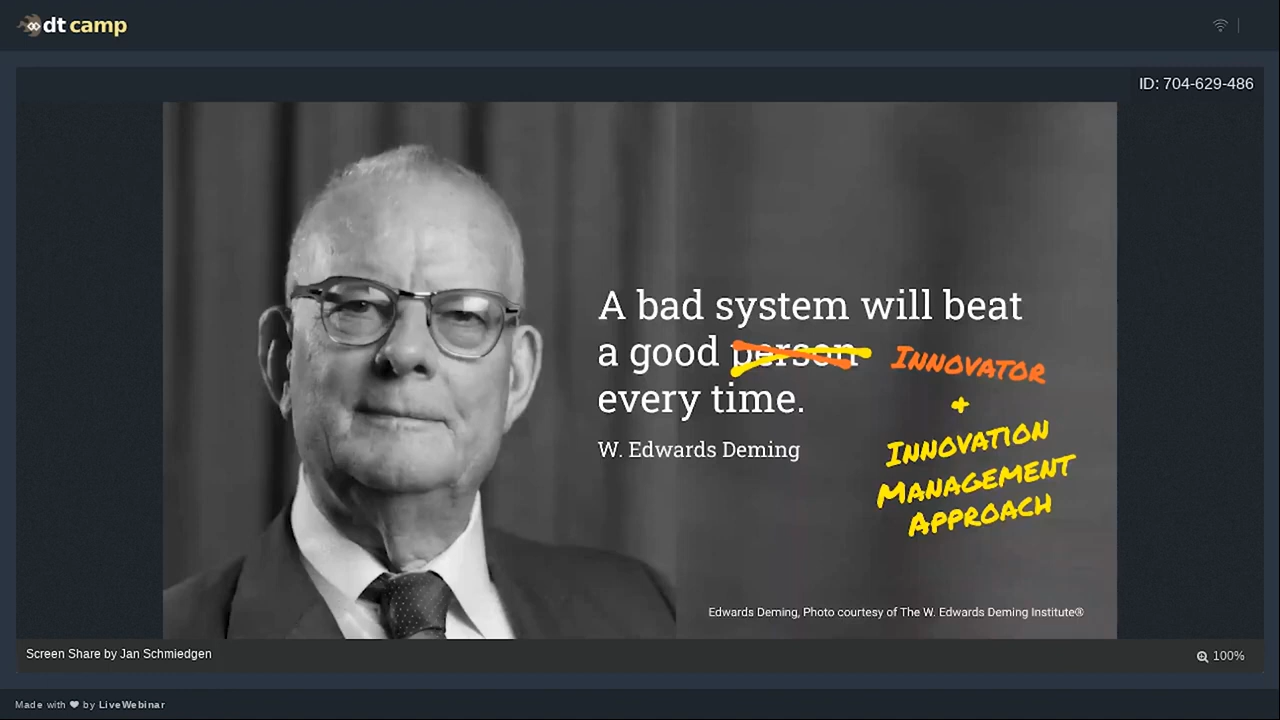 dt camp
ID: 704-629-486
A bad system will beat
a good person INNOVATOR
every time.
+
INNOVATION
MANAGEMENT
APPROACH
W. Edwards Deming
Edwards Deming, Photo courtesy of The W. Edwards Deming Institute®
Screen Share by Jan Schmiedgen
100%
Made with ❤ by LiveWebinar